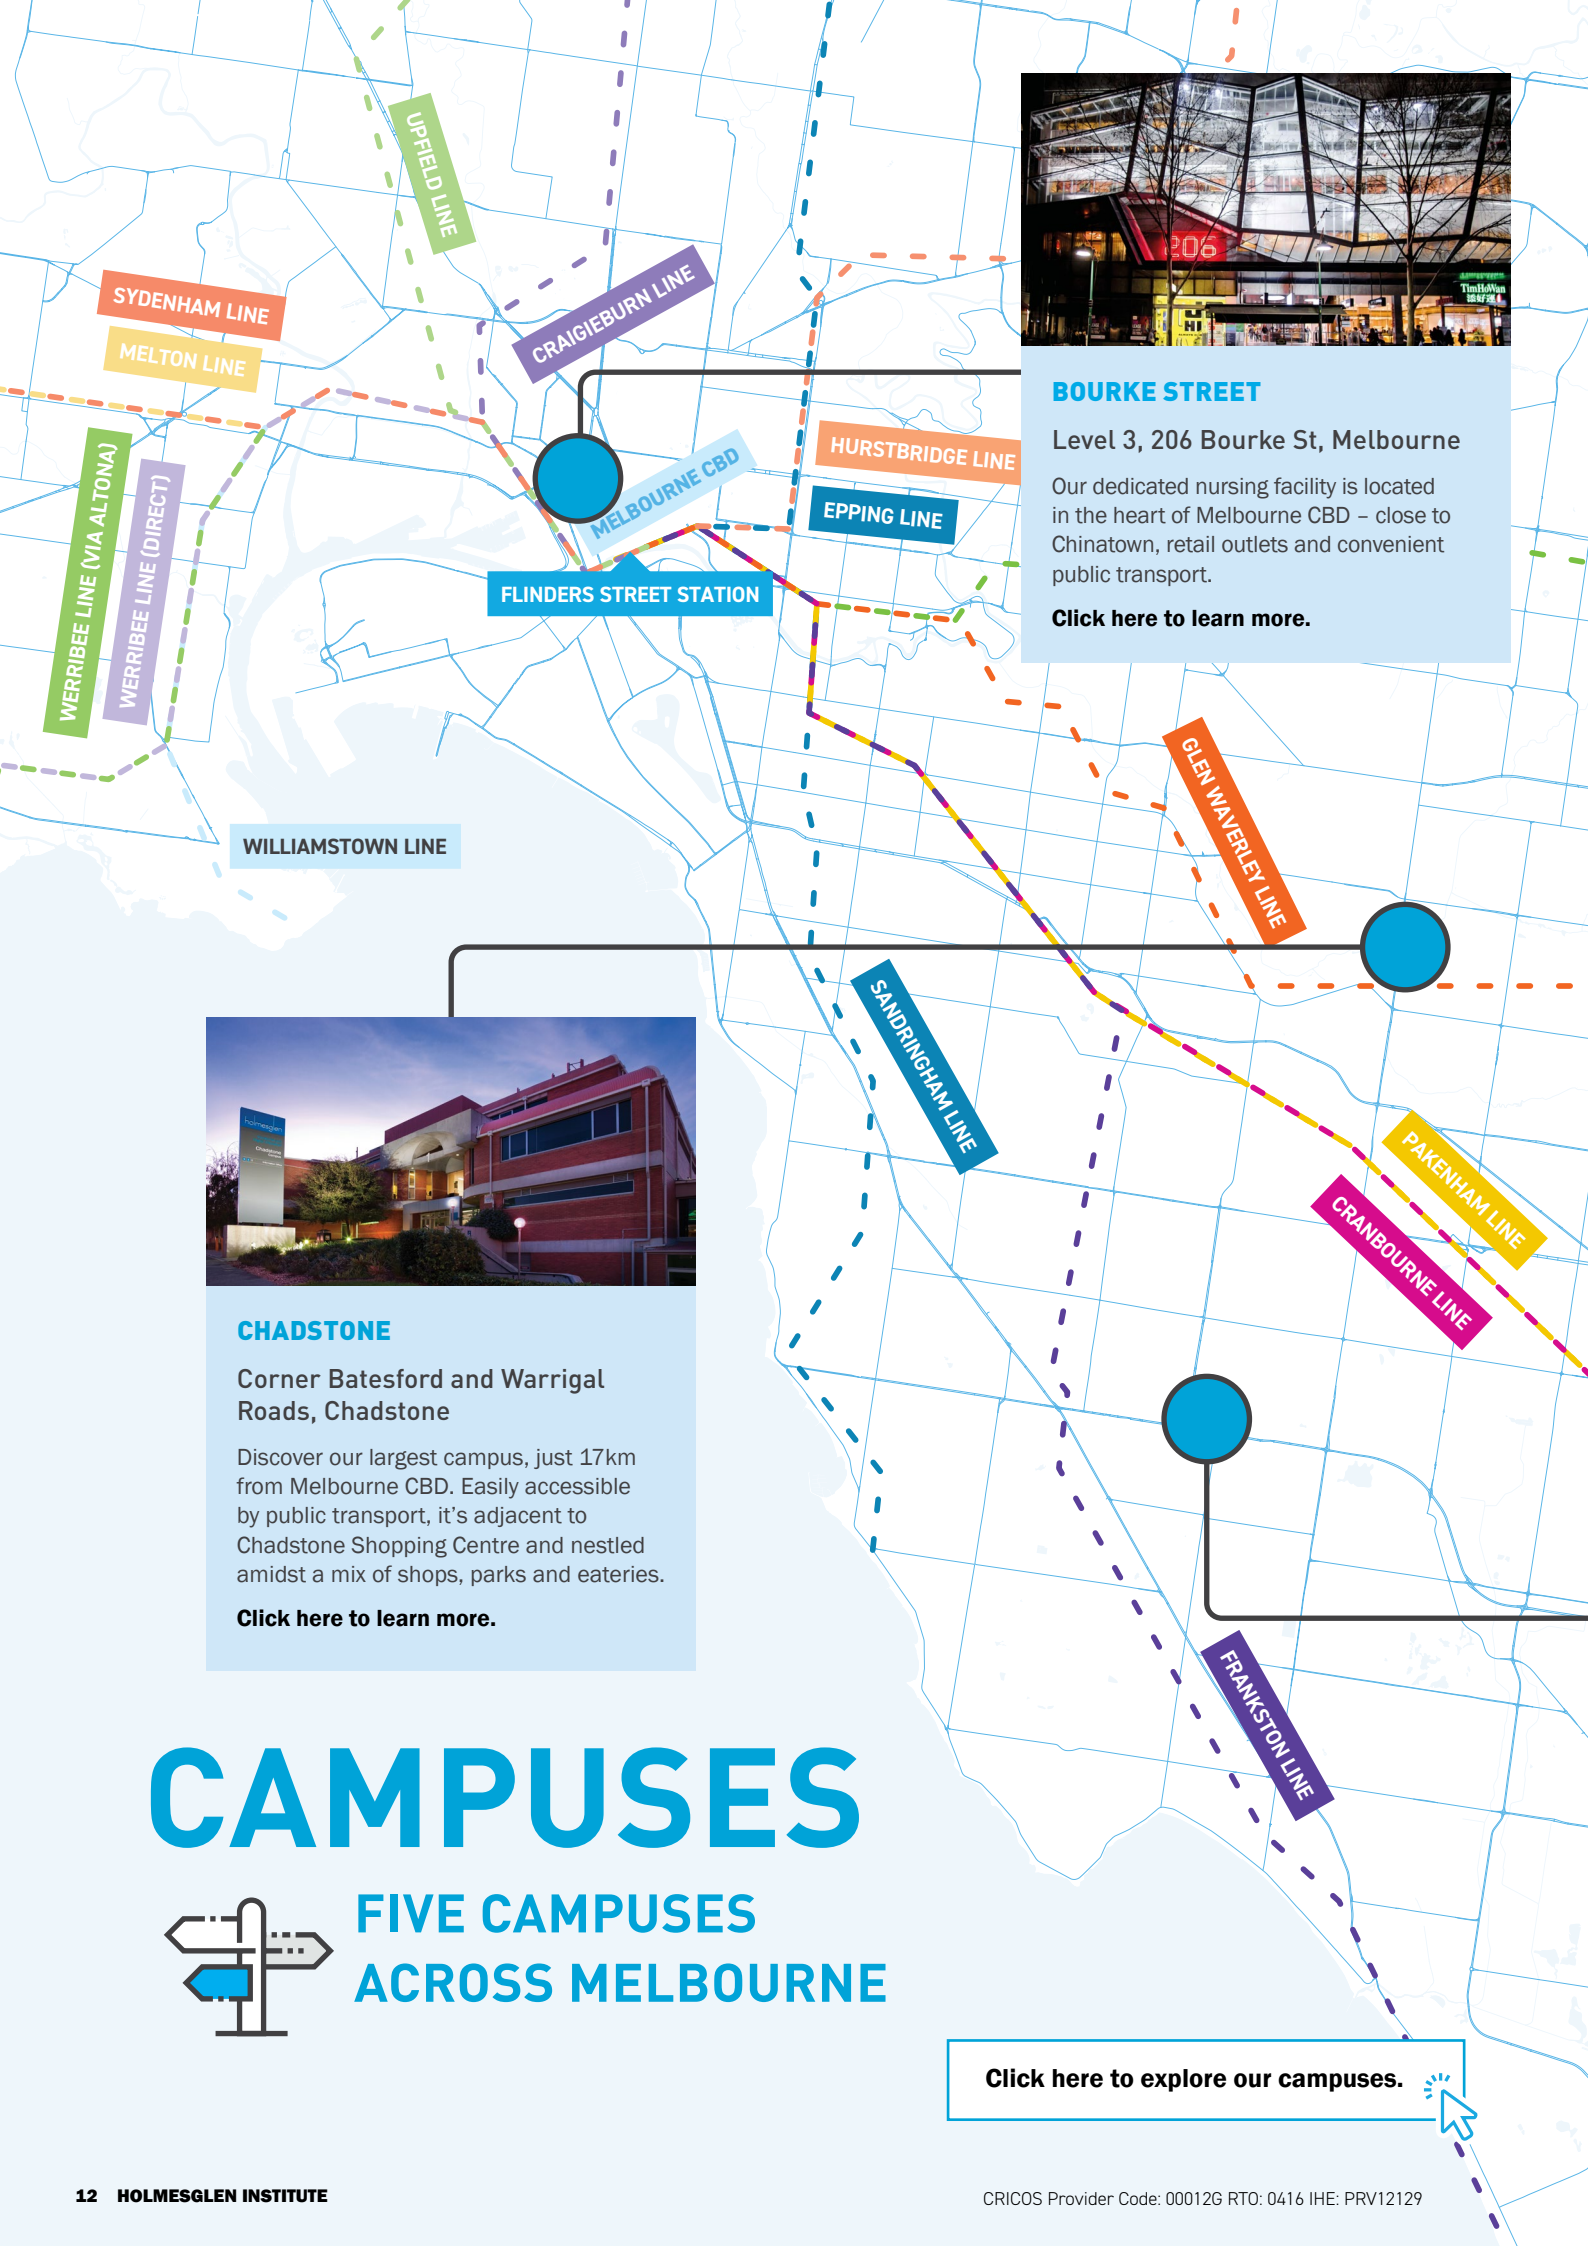 UPFIELD LINE
CRAIGIEBURN LINE
SYDENHAM LINE
MELTON LINE
WERRIBEE LINE (VIA ALTONA)
WERRIBEE LINE (DIRECT)
MELBOURNE CBD
HURSTBRIDGE LINE
EPPING LINE
FLINDERS STREET STATION
WILLIAMSTOWN LINE
206
TimHoWan
添好運
BOURKE STREET
Level 3, 206 Bourke St, Melbourne
Our dedicated nursing facility is located
in the heart of Melbourne CBD – close to
Chinatown, retail outlets and convenient
public transport.
Click here to learn more.
GLEN WAVERLEY LINE
SANDRINGHAM LINE
PAKENHAM LINE
CRANBOURNE LINE
FRANKSTON LINE
holmesglen
Chadstone
CHADSTONE
Corner Batesford and Warrigal
Roads, Chadstone
Discover our largest campus, just 17km
from Melbourne CBD. Easily accessible
by public transport, it's adjacent to
Chadstone Shopping Centre and nestled
amidst a mix of shops, parks and eateries.
Click here to learn more.
CAMPUSES
FIVE CAMPUSES
ACROSS MELBOURNE
Click here to explore our campuses.
12 HOLMESGLEN INSTITUTE
CRICOS Provider Code: 00012G RTO: 0416 IHE: PRV12129